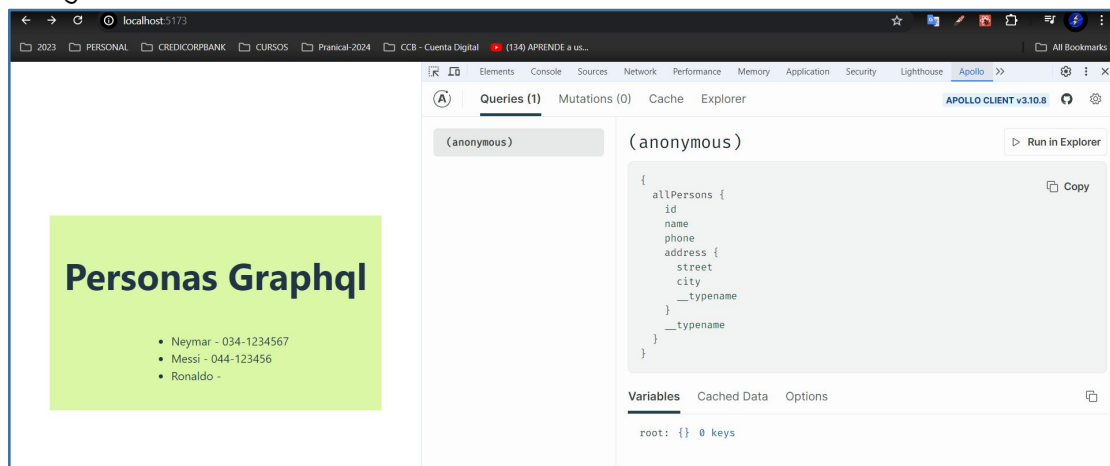 localhost:5173
2023 PERSONAL CREDICORPBANK CURSOS Pranical-2024 CCB - Cuenta Digital (134) APRENDE a us... All Bookmarks
Elements Console Sources Network Performance Memory Application Security Lighthouse Apollo
Queries (1) Mutations (0) Cache Explorer APOLLO CLIENT v3.10.8
(anonymous)
(anonymous) Run in Explorer
{
Copy
allPersons {
id
name
phone
address {
street
city
__typename
}
__typename
}
}
Personas Graphql
• Neymar - 034-1234567
• Messi - 044-123456
• Ronaldo -
Variables Cached Data Options
root: {} 0 keys